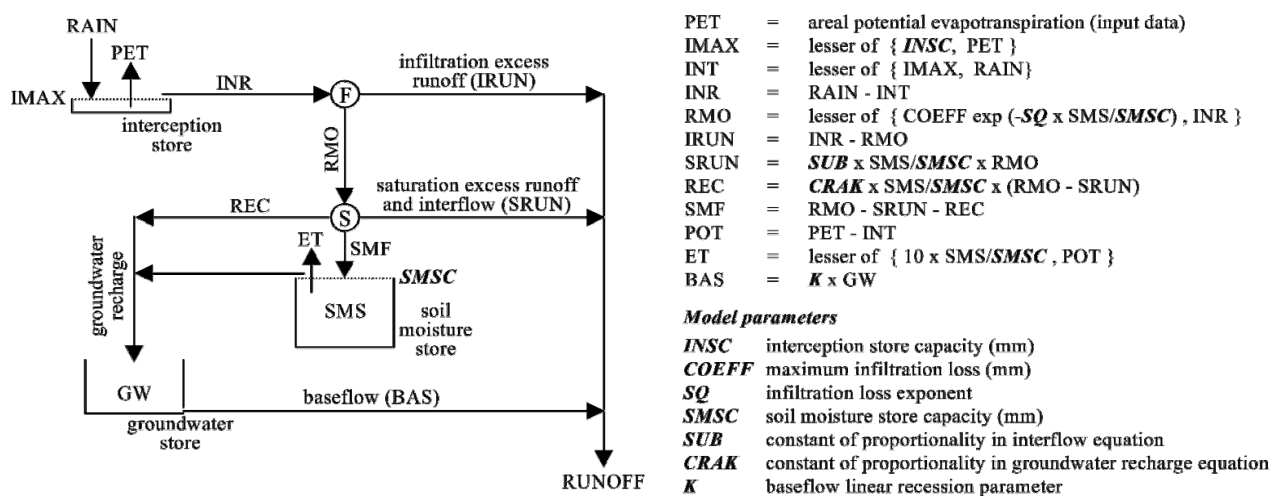 RAIN
PET
IMAX
INR
F
infiltration excess
runoff (IRUN)
interception
store
RMO
saturation excess runoff
and interflow (SRUN)
REC
S
ET
SMF
SMSC
groundwater
recharge
SMS
soil
moisture
store
GW
baseflow (BAS)
groundwater
store
RUNOFF
PET = areal potential evapotranspiration (input data)
IMAX = lesser of { INSC, PET }
INT = lesser of { IMAX, RAIN}
INR = RAIN - INT
RMO = lesser of { COEFF exp (-SQ x SMS/SMSC) , INR }
IRUN = INR - RMO
SRUN = SUB x SMS/SMSC x RMO
REC = CRAK x SMS/SMSC x (RMO - SRUN)
SMF = RMO - SRUN - REC
POT = PET - INT
ET = lesser of { 10 x SMS/SMSC , POT }
BAS = K x GW
Model parameters
INSC interception store capacity (mm)
COEFF maximum infiltration loss (mm)
SQ infiltration loss exponent
SMSC soil moisture store capacity (mm)
SUB constant of proportionality in interflow equation
CRAK constant of proportionality in groundwater recharge equation
K baseflow linear recession parameter